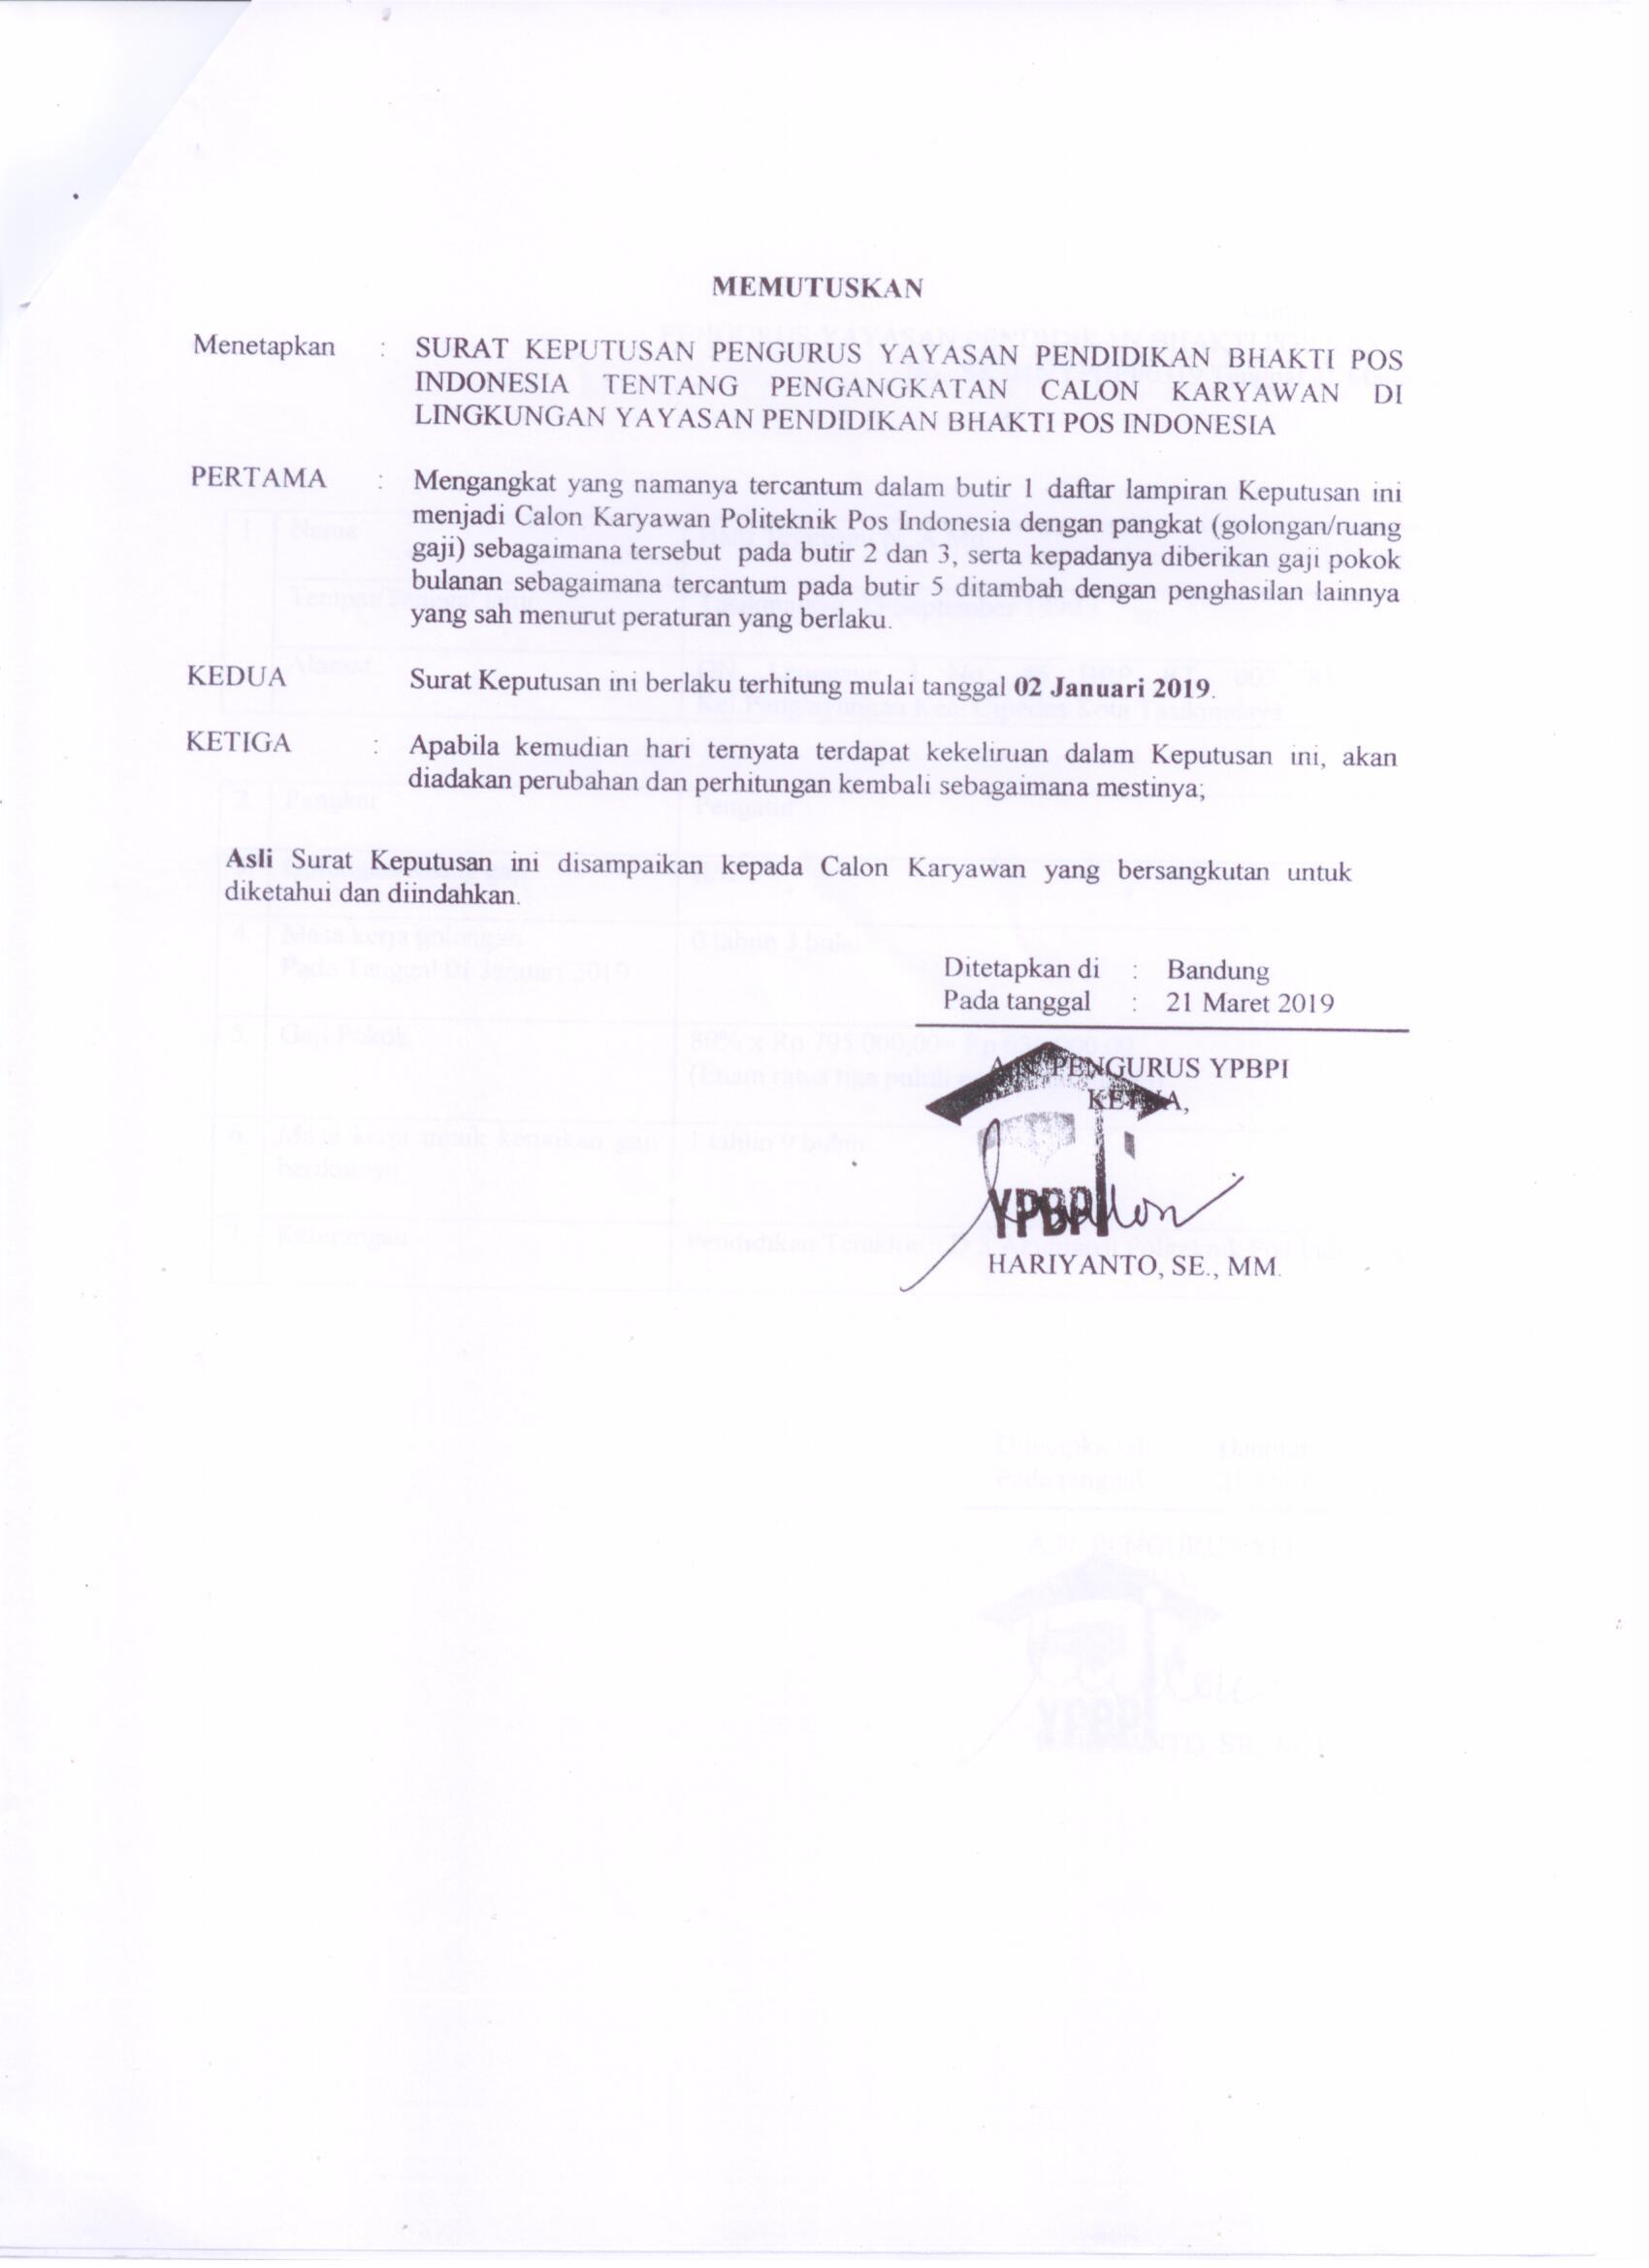 MEMUTUSKAN
Menetapkan : SURAT KEPUTUSAN PENGURUS YAYASAN PENDIDIKAN BHAKTI POS
INDONESIA TENTANG PENGANGKATAN CALON KARYAWAN DI
LINGKUNGAN YAYASAN PENDIDIKAN BHAKTI POS INDONESIA
PERTAMA : Mengangkat yang namanya tercantum dalam butir 1 daftar lampiran Keputusan ini
menjadi Calon Karyawan Politeknik Pos Indonesia dengan pangkat (golongan/ruang
gaji) sebagaimana tersebut pada butir 2 dan 3, serta kepadanya diberikan gaji pokok
bulanan sebagaimana tercantum pada butir 5 ditambah dengan penghasilan lainnya
yang sah menurut peraturan yang berlaku.
KEDUA Surat Keputusan ini berlaku terhitung mulai tanggal 02 Januari 2019.
KETIGA : Apabila kemudian hari ternyata terdapat kekeliruan dalam Keputusan ini, akan
diadakan perubahan dan perhitungan kembali sebagaimana mestinya;
Asli Surat Keputusan ini disampaikan kepada Calon Karyawan yang bersangkutan untuk
diketahui dan diindahkan.
Ditetapkan di : Bandung
Pada tanggal : 21 Maret 2019
A.N. PENGURUS YPBPI
KETUA,
YPBPI
HARIYANTO, SE., MM.